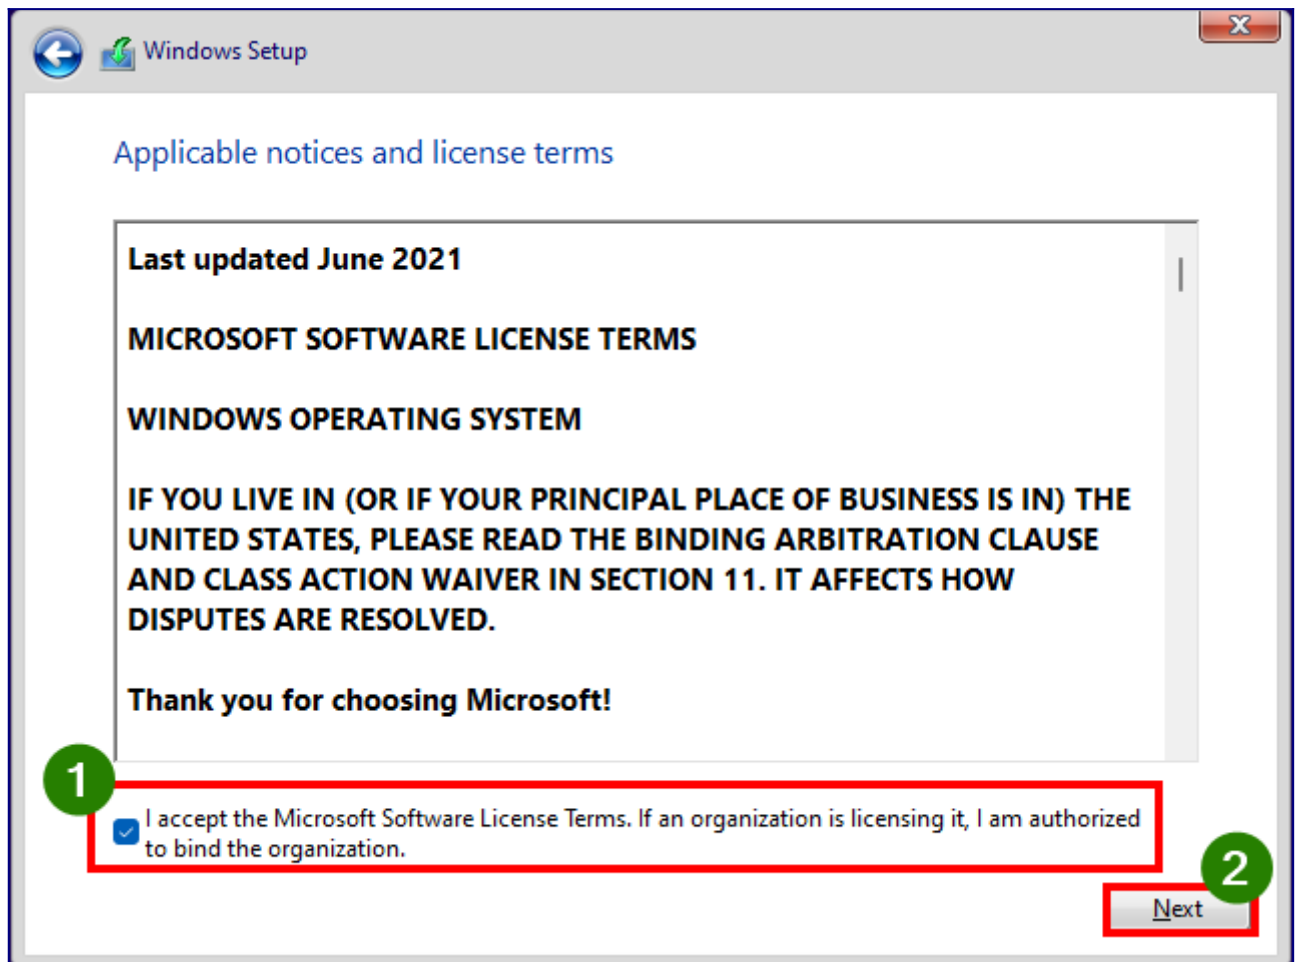 Windows Setup
Applicable notices and license terms
Last updated June 2021
MICROSOFT SOFTWARE LICENSE TERMS
WINDOWS OPERATING SYSTEM
IF YOU LIVE IN (OR IF YOUR PRINCIPAL PLACE OF BUSINESS IS IN) THE
UNITED STATES, PLEASE READ THE BINDING ARBITRATION CLAUSE
AND CLASS ACTION WAIVER IN SECTION 11. IT AFFECTS HOW
DISPUTES ARE RESOLVED.
Thank you for choosing Microsoft!
1
I accept the Microsoft Software License Terms. If an organization is licensing it, I am authorized
to bind the organization.
2
Next